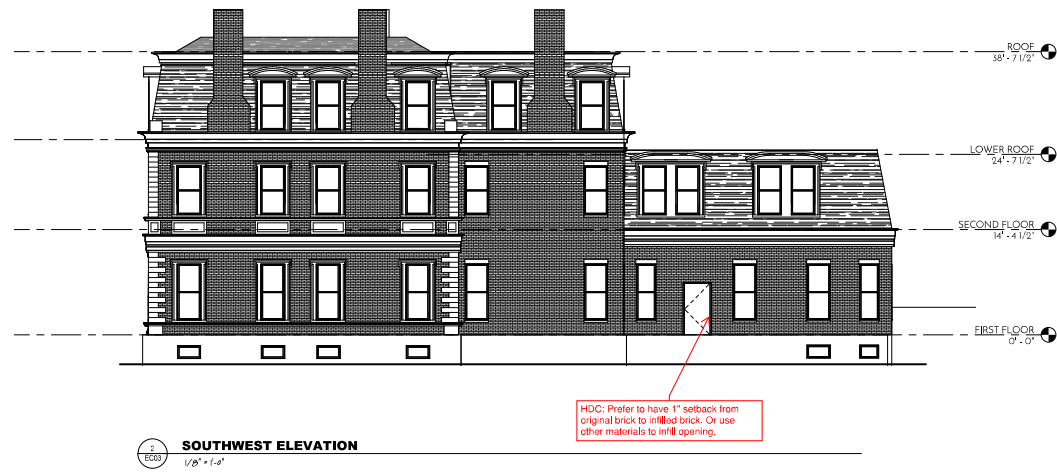 ROOF
38' - 7 1/2"
LOWER ROOF
24' - 7 1/2"
SECOND FLOOR
14' - 4 1/2"
FIRST FLOOR
0' - 0"
HDC: Prefer to have 1" setback from
original brick to infilled brick. Or use
other materials to infill opening.
2
EC03
SOUTHWEST ELEVATION
1/8" = 1'-0"